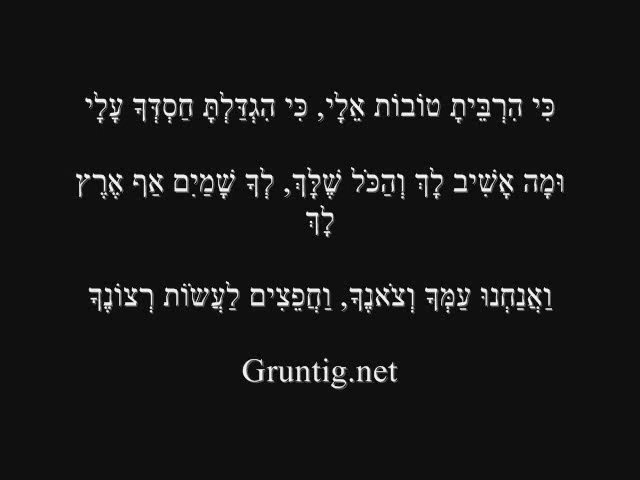 כִּי הִרְבֵּיתָ טוֹבוֹת אֵלָי, כִּי הִגְדַּלְתָּ חַסְדְּךָ עָלָי
וּמָה אָשִׁיב לָךְ וְהַכֹּל שֶׁלָּךְ, לְךָ שָׁמַיִם אַף אֶרֶץ
לָךְ
וַאֲנַחְנוּ עַמְּךָ וְצֹאנֶךָ, וַחֲפֵצִים לַעֲשׂוֹת רְצוֹנֶךָ
Gruntig.net